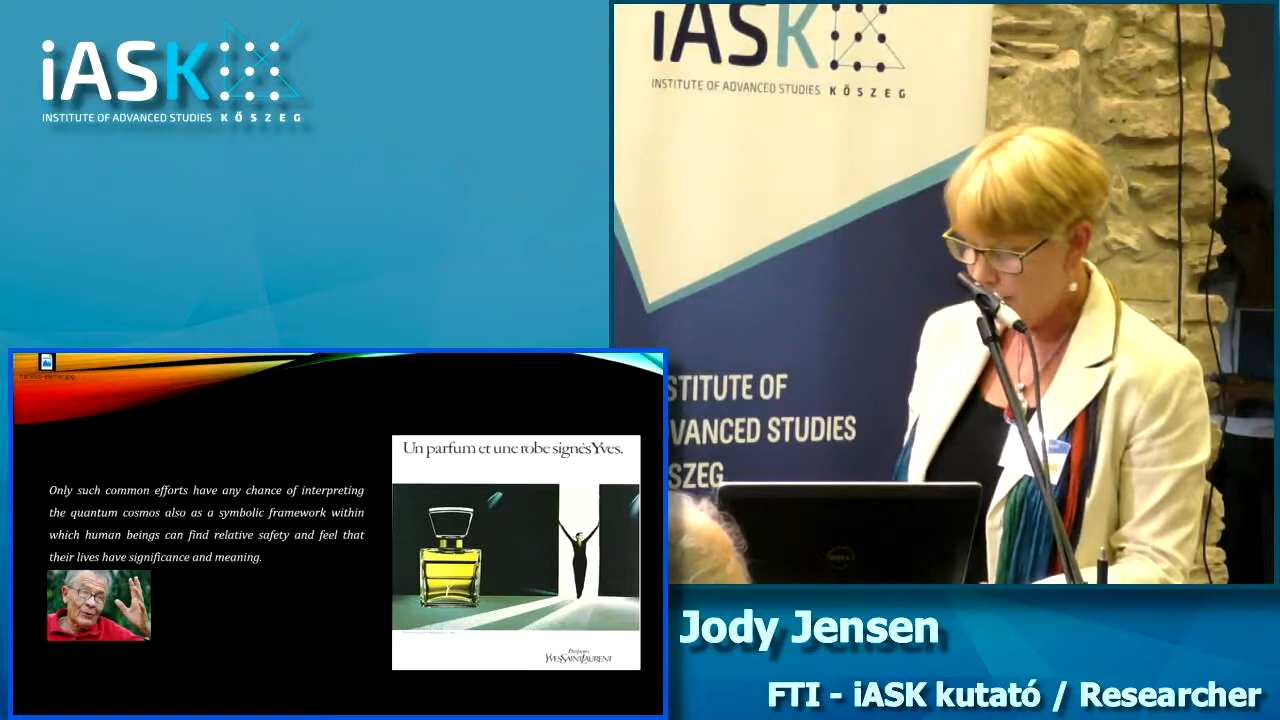 iASK
INSTITUTE OF ADVANCED STUDIES KŐSZEG
iASK
INSTITUTE OF ADVANCED STUDIES KŐSZEG
STITUTE OF
VANCED STUDIES
SZEG
Only such common efforts have any chance of interpreting
the quantum cosmos also as a symbolic framework within
which human beings can find relative safety and feel that
their lives have significance and meaning.
Un parfum et une robe signés Yves.
Y
Parfums
YVES SAINT LAURENT
DELL
Jody Jensen
FTI - iASK kutató / Researcher